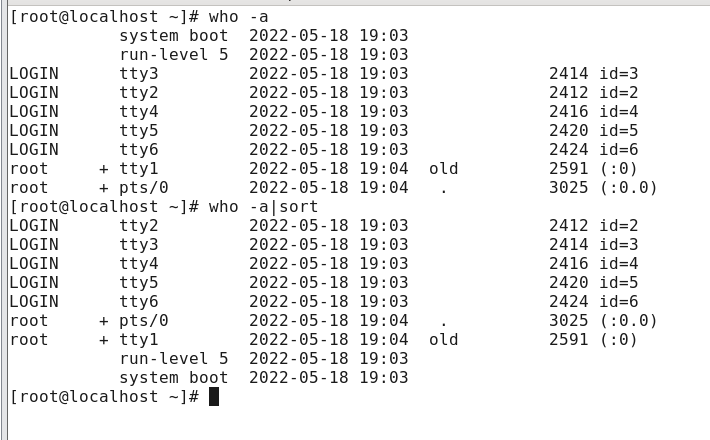 [root@localhost ~]# who -a
           system boot  2022-05-18 19:03
           run-level 5  2022-05-18 19:03
LOGIN      tty3         2022-05-18 19:03              2414 id=3
LOGIN      tty2         2022-05-18 19:03              2412 id=2
LOGIN      tty4         2022-05-18 19:03              2416 id=4
LOGIN      tty5         2022-05-18 19:03              2420 id=5
LOGIN      tty6         2022-05-18 19:03              2424 id=6
root     + tty1         2022-05-18 19:04  old         2591 (:0)
root     + pts/0        2022-05-18 19:04   .          3025 (:0.0)
[root@localhost ~]# who -a|sort
LOGIN      tty2         2022-05-18 19:03              2412 id=2
LOGIN      tty3         2022-05-18 19:03              2414 id=3
LOGIN      tty4         2022-05-18 19:03              2416 id=4
LOGIN      tty5         2022-05-18 19:03              2420 id=5
LOGIN      tty6         2022-05-18 19:03              2424 id=6
root     + pts/0        2022-05-18 19:04   .          3025 (:0.0)
root     + tty1         2022-05-18 19:04  old         2591 (:0)
           run-level 5  2022-05-18 19:03
           system boot  2022-05-18 19:03
[root@localhost ~]#